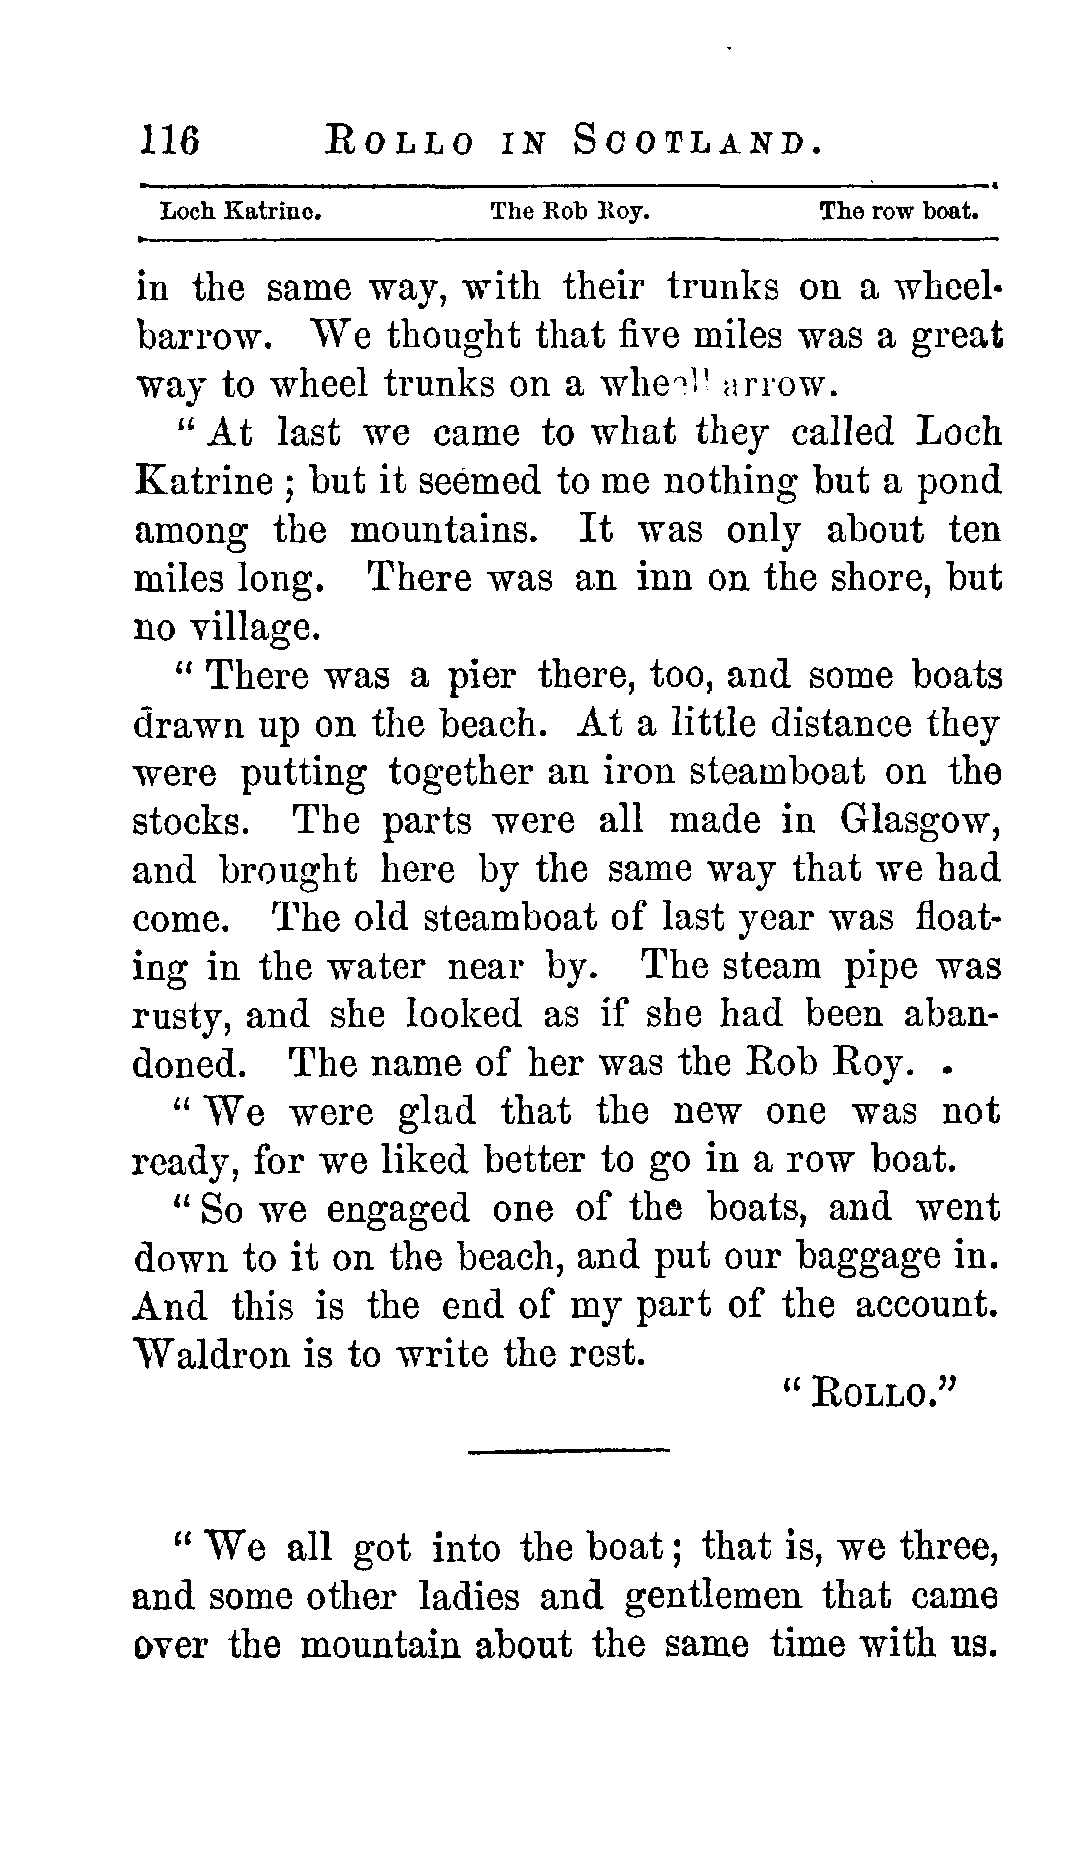 116 ROLLO IN SCOTLAND.
Loch Katrine. The Rob Roy. The row boat.
in the same way, with their trunks on a wheel-
barrow. We thought that five miles was a great
way to wheel trunks on a wheelbarrow.
“ At last we came to what they called Loch
Katrine ; but it seemed to me nothing but a pond
among the mountains. It was only about ten
miles long. There was an inn on the shore, but
no village.
“ There was a pier there, too, and some boats
drawn up on the beach. At a little distance they
were putting together an iron steamboat on the
stocks. The parts were all made in Glasgow,
and brought here by the same way that we had
come. The old steamboat of last year was float-
ing in the water near by. The steam pipe was
rusty, and she looked as if she had been aban-
doned. The name of her was the Rob Roy.
“ We were glad that the new one was not
ready, for we liked better to go in a row boat.
“ So we engaged one of the boats, and went
down to it on the beach, and put our baggage in.
And this is the end of my part of the account.
Waldron is to write the rest.
“ ROLLO.”
“ We all got into the boat ; that is, we three,
and some other ladies and gentlemen that came
over the mountain about the same time with us.